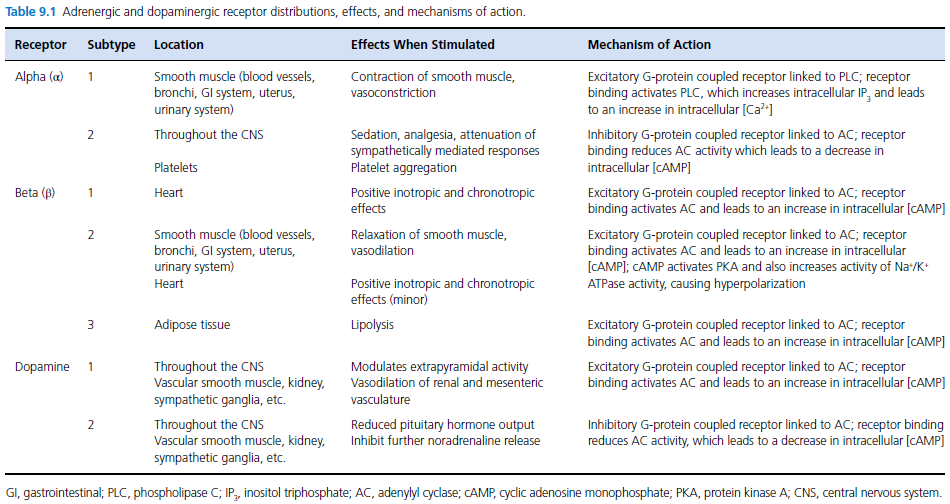 Table 9.1 Adrenergic and dopaminergic receptor distributions, effects, and mechanisms of action.
Receptor Subtype Location Effects When Stimulated Mechanism of Action
Alpha (α) 1 Smooth muscle (blood vessels, Contraction of smooth muscle, Excitatory G-protein coupled receptor linked to PLC; receptor
bronchi, GI system, uterus, vasoconstriction binding activates PLC, which increases intracellular IP₃ and leads
urinary system) to an increase in intracellular [Ca²⁺]
2 Throughout the CNS Sedation, analgesia, attenuation of Inhibitory G-protein coupled receptor linked to AC; receptor
sympathetically mediated responses binding reduces AC activity which leads to a decrease in
Platelets Platelet aggregation intracellular [cAMP]
Beta (β) 1 Heart Positive inotropic and chronotropic Excitatory G-protein coupled receptor linked to AC; receptor
effects binding activates AC and leads to an increase in intracellular [cAMP]
2 Smooth muscle (blood vessels, Relaxation of smooth muscle, Excitatory G-protein coupled receptor linked to AC; receptor
bronchi, GI system, uterus, vasodilation binding activates AC and leads to an increase in intracellular
urinary system) [cAMP]; cAMP activates PKA and also increases activity of Na⁺/K⁺
Heart Positive inotropic and chronotropic ATPase activity, causing hyperpolarization
effects (minor)
3 Adipose tissue Lipolysis Excitatory G-protein coupled receptor linked to AC; receptor
binding activates AC and leads to an increase in intracellular [cAMP]
Dopamine 1 Throughout the CNS Modulates extrapyramidal activity Excitatory G-protein coupled receptor linked to AC; receptor
Vascular smooth muscle, kidney, Vasodilation of renal and mesenteric binding activates AC and leads to an increase in intracellular [cAMP]
sympathetic ganglia, etc. vasculature
2 Throughout the CNS Reduced pituitary hormone output Inhibitory G-protein coupled receptor linked to AC; receptor binding
Vascular smooth muscle, kidney, Inhibit further noradrenaline release reduces AC activity, which leads to a decrease in intracellular [cAMP]
sympathetic ganglia, etc.
GI, gastrointestinal; PLC, phospholipase C; IP₃, inositol triphosphate; AC, adenylyl cyclase; cAMP, cyclic adenosine monophosphate; PKA, protein kinase A; CNS, central nervous system.